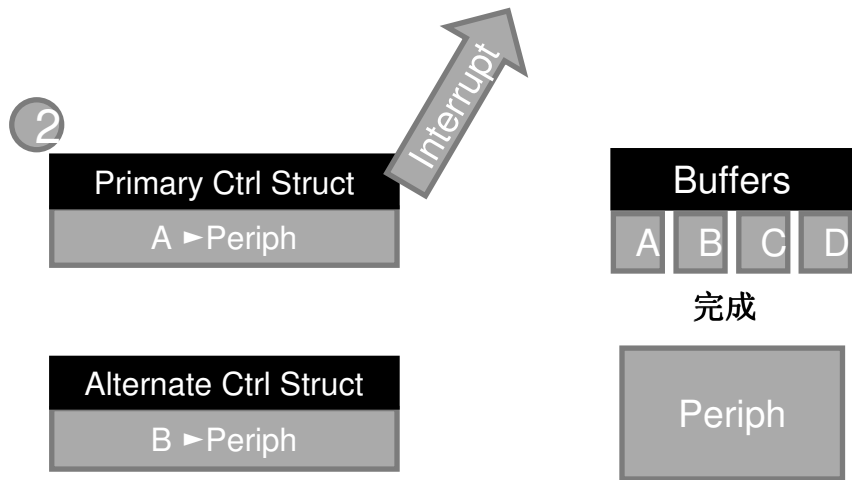 Interrupt
2
Primary Ctrl Struct
A ►Periph
Buffers
A B C D
完成
Alternate Ctrl Struct
B ►Periph
Periph